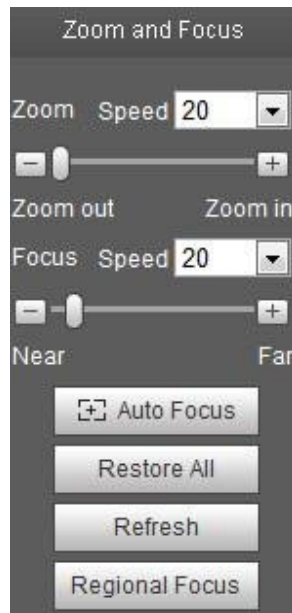 Zoom and Focus
Zoom Speed 20
Zoom out Zoom in
Focus Speed 20
Near Far
Auto Focus
Restore All
Refresh
Regional Focus